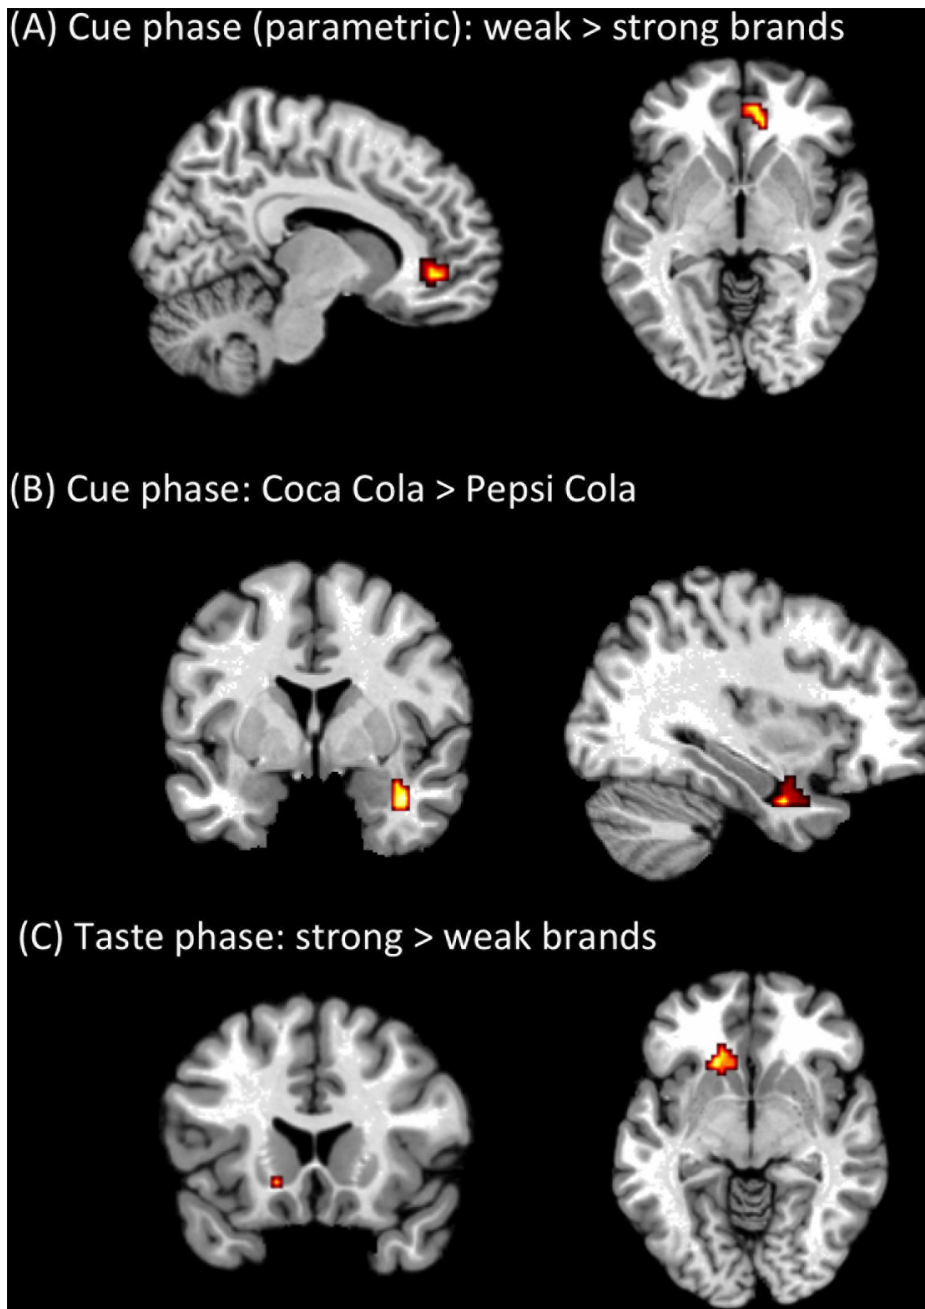 (A) Cue phase (parametric): weak > strong brands
(B) Cue phase: Coca Cola > Pepsi Cola
(C) Taste phase: strong > weak brands